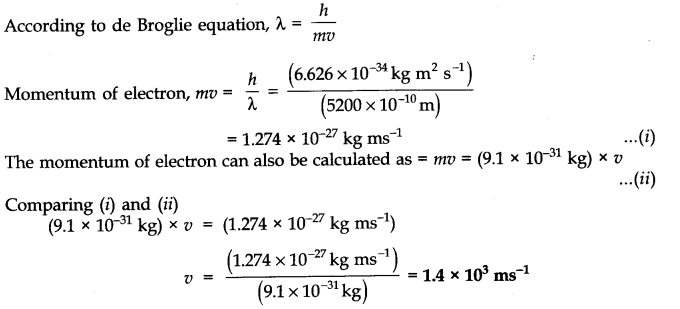 According to de Broglie equation, λ = h/mv
Momentum of electron, mv = h/λ = (6.626 × 10⁻³⁴ kg m² s⁻¹)/(5200 × 10⁻¹⁰ m)
= 1.274 × 10⁻²⁷ kg ms⁻¹ ...(i)
The momentum of electron can also be calculated as = mv = (9.1 × 10⁻³¹ kg) × v
...(ii)
Comparing (i) and (ii)
(9.1 × 10⁻³¹ kg) × v = (1.274 × 10⁻²⁷ kg ms⁻¹)
v = (1.274 × 10⁻²⁷ kg ms⁻¹)/(9.1 × 10⁻³¹ kg) = 1.4 × 10³ ms⁻¹